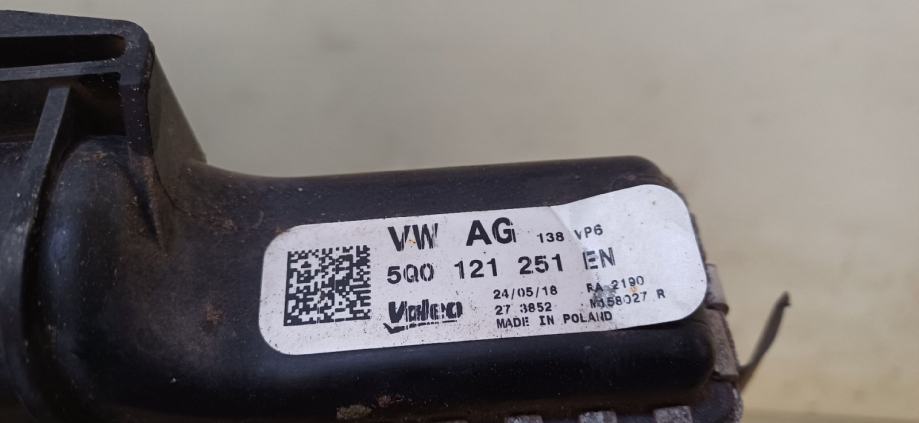 VW AG 138 VP6
5Q0 121 251 EN
Valeo
24/05/18 RA 2190
27 3852 M158027 R
MADE IN POLAND